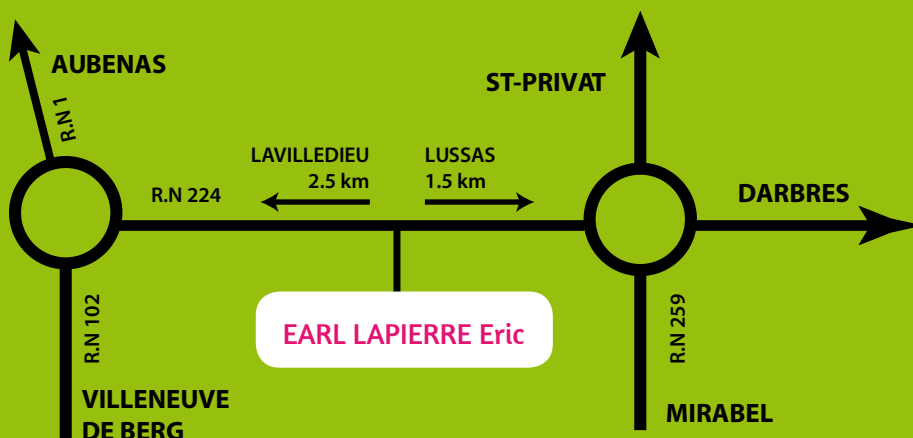 AUBENAS
R.N 1
ST-PRIVAT
LAVILLEDIEU
2.5 km
LUSSAS
1.5 km
R.N 224
DARBRES
R.N 102
EARL LAPIERRE Eric
R.N 259
VILLENEUVE
DE BERG
MIRABEL